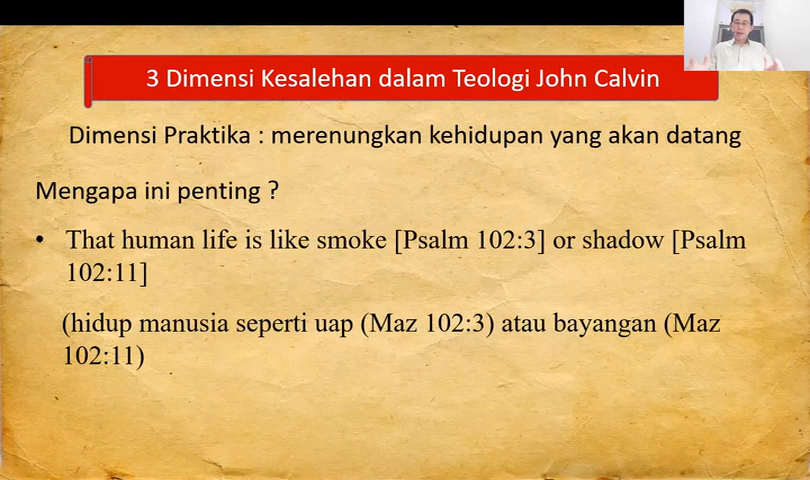 3 Dimensi Kesalehan dalam Teologi John Calvin
Dimensi Praktika : merenungkan kehidupan yang akan datang
Mengapa ini penting ?
• That human life is like smoke [Psalm 102:3] or shadow [Psalm
102:11]
(hidup manusia seperti uap (Maz 102:3) atau bayangan (Maz
102:11)